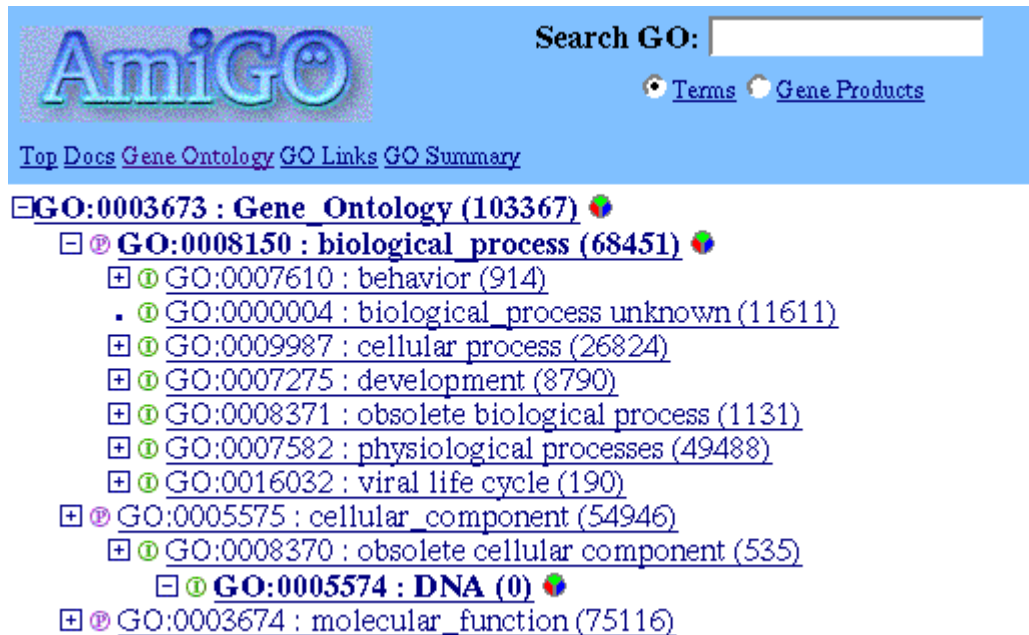 AmiGO
Search GO:
Terms Gene Products
Top Docs Gene Ontology GO Links GO Summary
GO:0003673 : Gene_Ontology (103367)
GO:0008150 : biological_process (68451)
GO:0007610 : behavior (914)
GO:0000004 : biological_process unknown (11611)
GO:0009987 : cellular process (26824)
GO:0007275 : development (8790)
GO:0008371 : obsolete biological process (1131)
GO:0007582 : physiological processes (49488)
GO:0016032 : viral life cycle (190)
GO:0005575 : cellular_component (54946)
GO:0008370 : obsolete cellular component (535)
GO:0005574 : DNA (0)
GO:0003674 : molecular_function (75116)